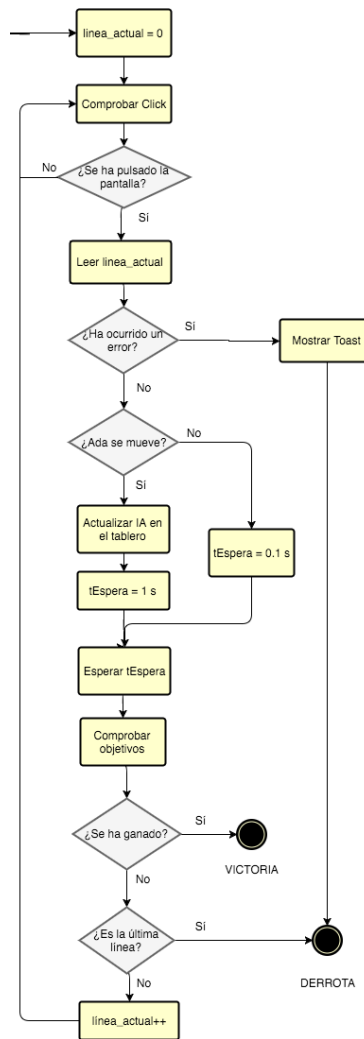 linea_actual = 0
Comprobar Click
¿Se ha pulsado la
pantalla?
No
Sí
Leer linea_actual
¿Ha ocurrido un
error?
Sí
Mostrar Toast
No
¿Ada se mueve?
No
Sí
Actualizar IA en
el tablero
tEspera = 0.1 s
tEspera = 1 s
Esperar tEspera
Comprobar
objetivos
¿Se ha ganado?
Sí
VICTORIA
No
¿Es la última
línea?
Sí
DERROTA
No
línea_actual++